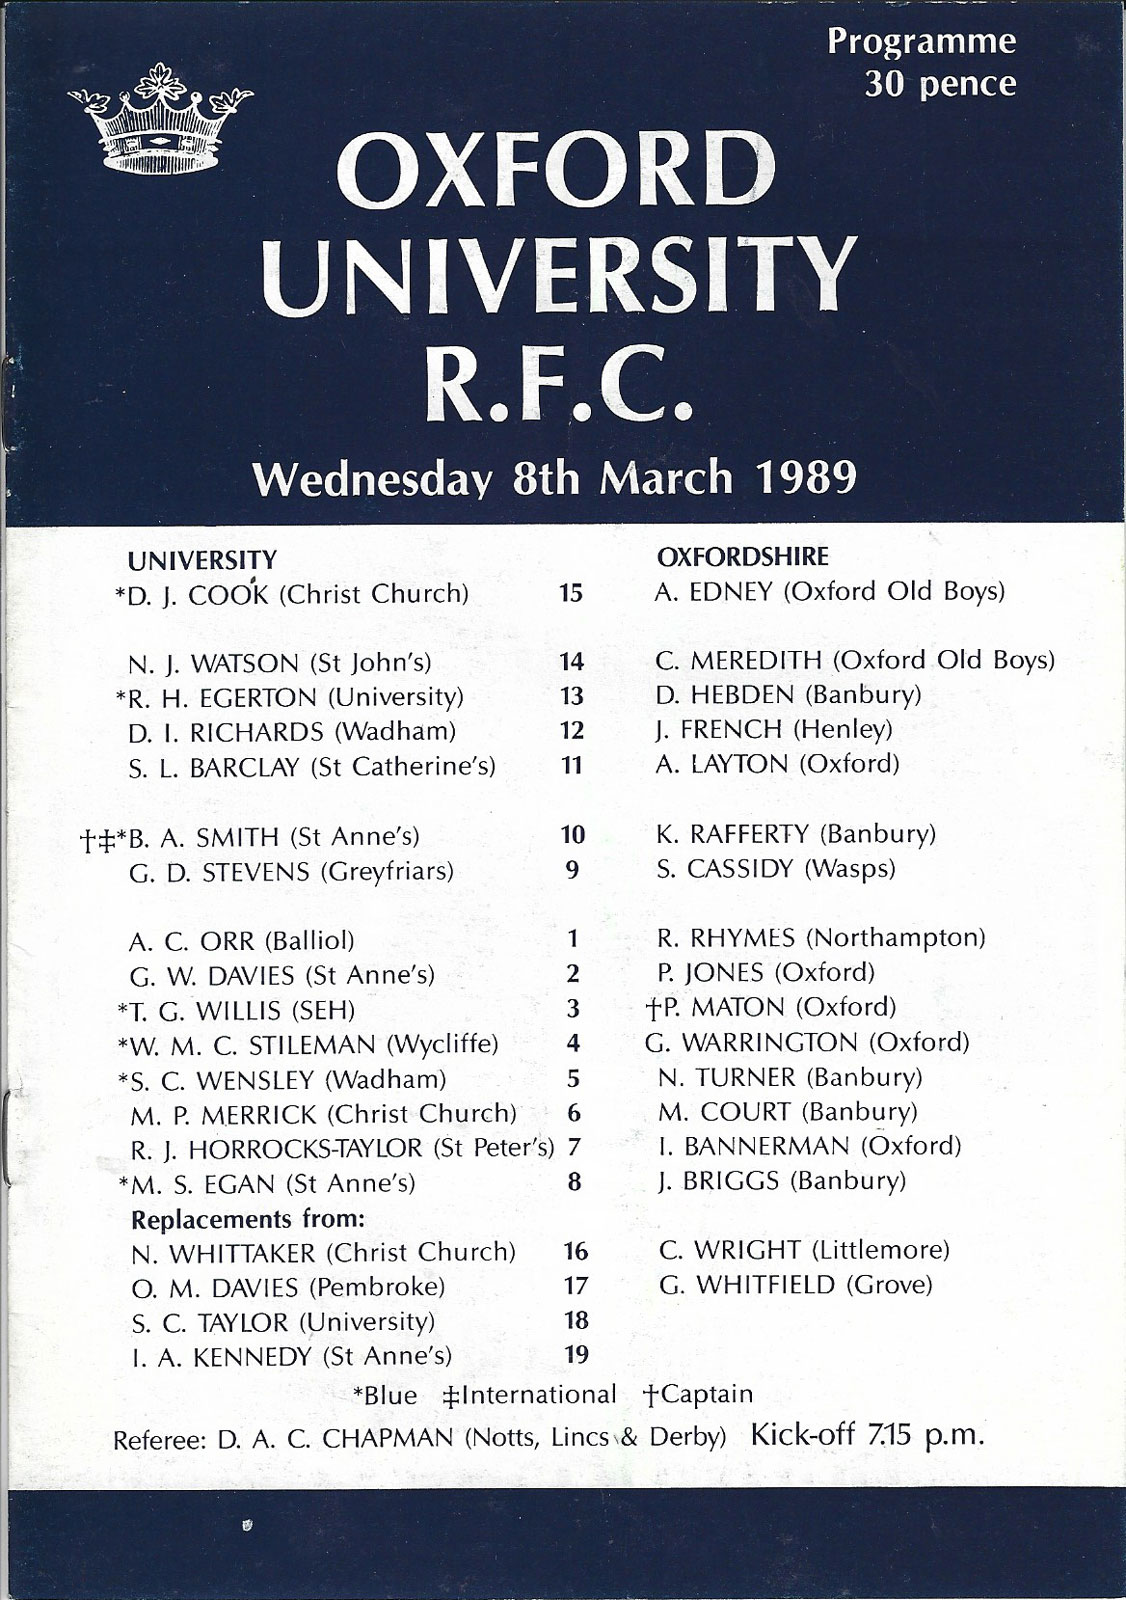 Programme
30 pence
OXFORD
UNIVERSITY
R.F.C.
Wednesday 8th March 1989
UNIVERSITY OXFORDSHIRE
*D. J. COOK (Christ Church) 15 A. EDNEY (Oxford Old Boys)
N. J. WATSON (St John's) 14 C. MEREDITH (Oxford Old Boys)
*R. H. EGERTON (University) 13 D. HEBDEN (Banbury)
D. I. RICHARDS (Wadham) 12 J. FRENCH (Henley)
S. L. BARCLAY (St Catherine's) 11 A. LAYTON (Oxford)
†‡*B. A. SMITH (St Anne's) 10 K. RAFFERTY (Banbury)
G. D. STEVENS (Greyfriars) 9 S. CASSIDY (Wasps)
A. C. ORR (Balliol) 1 R. RHYMES (Northampton)
G. W. DAVIES (St Anne's) 2 P. JONES (Oxford)
*T. G. WILLIS (SEH) 3 †P. MATON (Oxford)
*W. M. C. STILEMAN (Wycliffe) 4 G. WARRINGTON (Oxford)
*S. C. WENSLEY (Wadham) 5 N. TURNER (Banbury)
M. P. MERRICK (Christ Church) 6 M. COURT (Banbury)
R. J. HORROCKS-TAYLOR (St Peter's) 7 I. BANNERMAN (Oxford)
*M. S. EGAN (St Anne's) 8 J. BRIGGS (Banbury)
Replacements from:
N. WHITTAKER (Christ Church) 16 C. WRIGHT (Littlemore)
O. M. DAVIES (Pembroke) 17 G. WHITFIELD (Grove)
S. C. TAYLOR (University) 18
I. A. KENNEDY (St Anne's) 19
*Blue ‡International †Captain
Referee: D. A. C. CHAPMAN (Notts, Lincs & Derby) Kick-off 7.15 p.m.